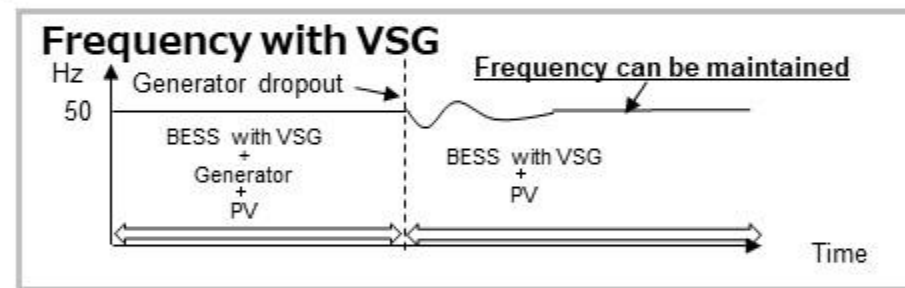 Frequency with VSG
Hz
Generator dropout
Frequency can be maintained
50
BESS with VSG
+
Generator
+
PV
BESS with VSG
+
PV
Time